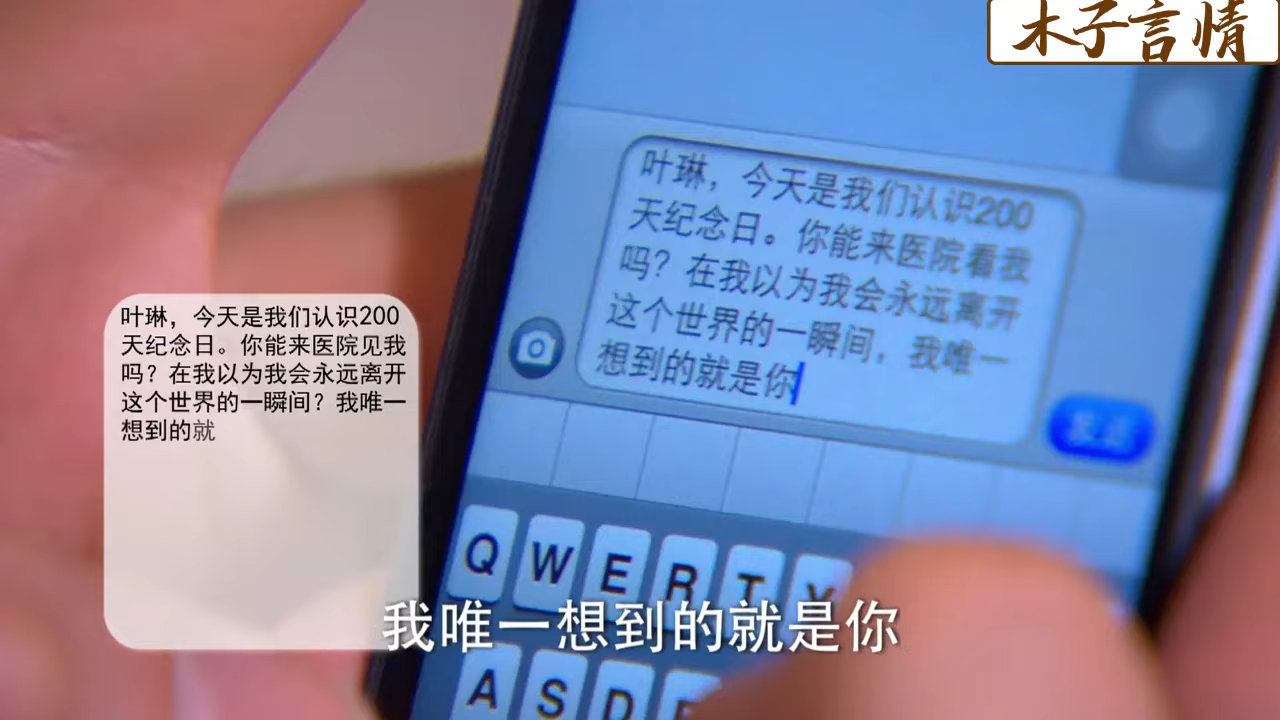 木子言情
叶琳，今天是我们认识200
天纪念日。你能来医院看我
吗？在我以为我会永远离开
这个世界的一瞬间，我唯一
想到的就是你
发送
叶琳，今天是我们认识200
天纪念日。你能来医院见我
吗？在我以为我会永远离开
这个世界的一瞬间？我唯一
想到的就
Q W E R T Y
我唯一想到的就是你
A S D F